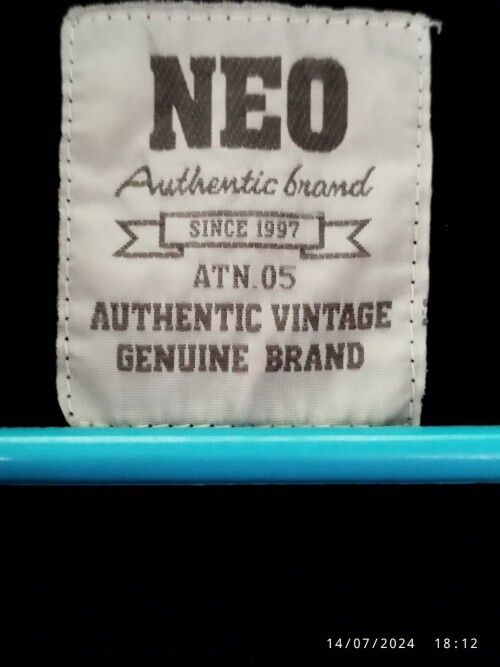 NEO
Authentic brand
SINCE 1997
ATN.05
AUTHENTIC VINTAGE
GENUINE BRAND
14/07/2024 18:12